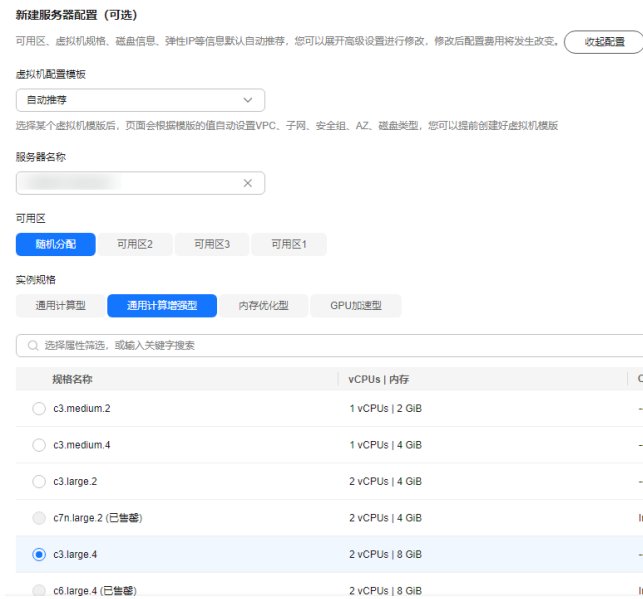 新建服务器配置（可选）
可用区、虚拟机规格、磁盘信息、弹性IP等信息默认自动推荐，您可以展开高级设置进行修改，修改后配置费用将发生改变。 收起配置
虚拟机配置模板
自动推荐
选择某个虚拟机模版后，页面会根据模版的值自动设置VPC、子网、安全组、AZ、磁盘类型，您可以提前创建好虚拟机模版
服务器名称
可用区
随机分配 可用区2 可用区3 可用区1
实例规格
通用计算型 通用计算增强型 内存优化型 GPU加速型
选择属性筛选，或输入关键字搜索
规格名称 vCPUs | 内存
c3.medium.2 1 vCPUs | 2 GiB --
c3.medium.4 1 vCPUs | 4 GiB --
c3.large.2 2 vCPUs | 4 GiB --
c7n.large.2 (已售罄) 2 vCPUs | 4 GiB
c3.large.4 2 vCPUs | 8 GiB --
c6.large.4 (已售罄) 2 vCPUs | 8 GiB